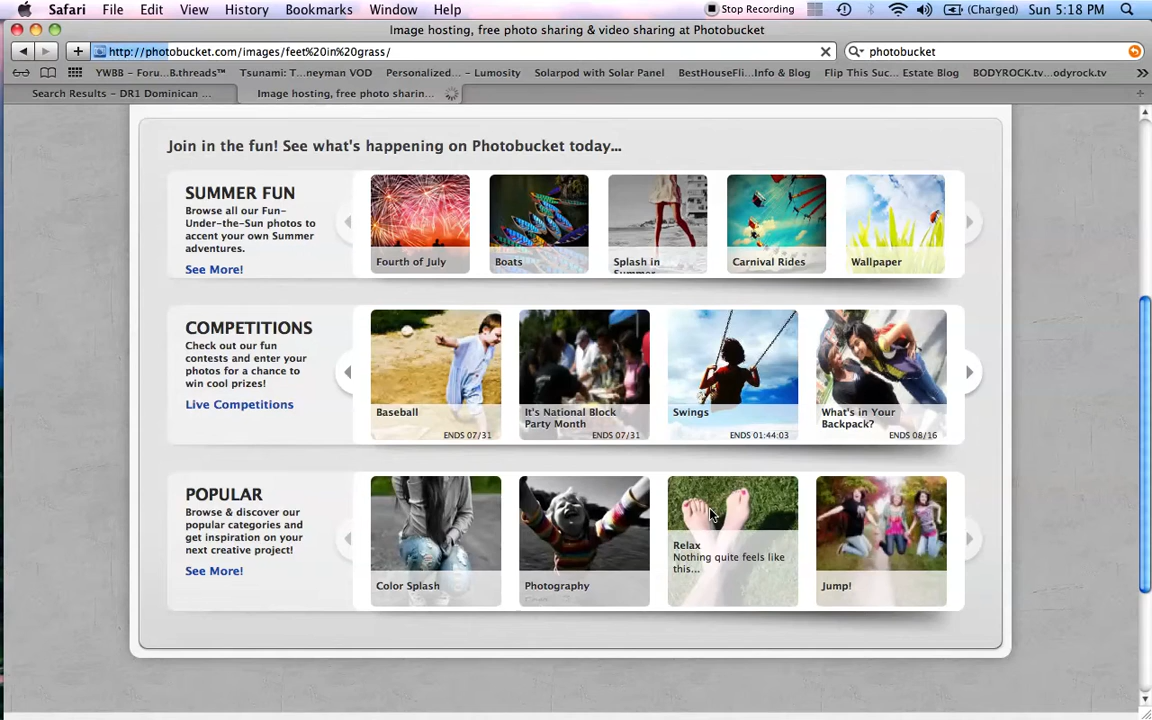 Safari File Edit View History Bookmarks Window Help Stop Recording (Charged) Sun 5:18 PM
Image hosting, free photo sharing & video sharing at Photobucket
http://photobucket.com/images/feet%20in%20grass/ photobucket
YWBB – Foru...B.threads™ Tsunami: T...neyman VOD Personalized... – Lumosity Solarpod with Solar Panel BestHouseFli...Info & Blog Flip This Suc... Estate Blog BODYROCK.tv...odyrock.tv
Search Results – DR1 Dominican ... Image hosting, free photo sharin...
Join in the fun! See what's happening on Photobucket today...
SUMMER FUN
Browse all our Fun-
Under-the-Sun photos to
accent your own Summer
adventures.
See More!
Fourth of July
Boats
Splash in
Summer
Carnival Rides
Wallpaper
COMPETITIONS
Check out our fun
contests and enter your
photos for a chance to
win cool prizes!
Live Competitions
Baseball
ENDS 07/31
It's National Block
Party Month
ENDS 07/31
Swings
ENDS 01:44:03
What's in Your
Backpack?
ENDS 08/16
POPULAR
Browse & discover our
popular categories and
get inspiration on your
next creative project!
See More!
Color Splash
Photography
Relax
Nothing quite feels like
this...
Jump!